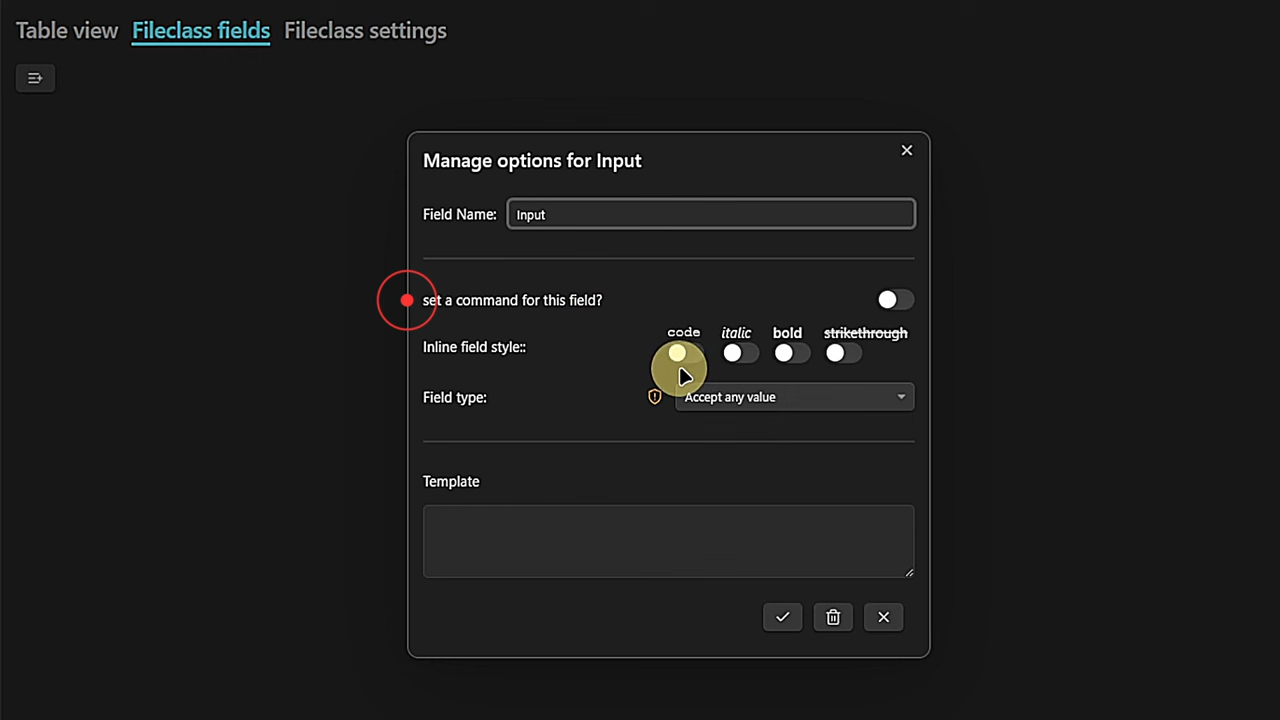 Table view Fileclass fields Fileclass settings
Manage options for Input
Field Name: Input
set a command for this field?
code italic bold strikethrough
Inline field style::
Field type: Accept any value
Template